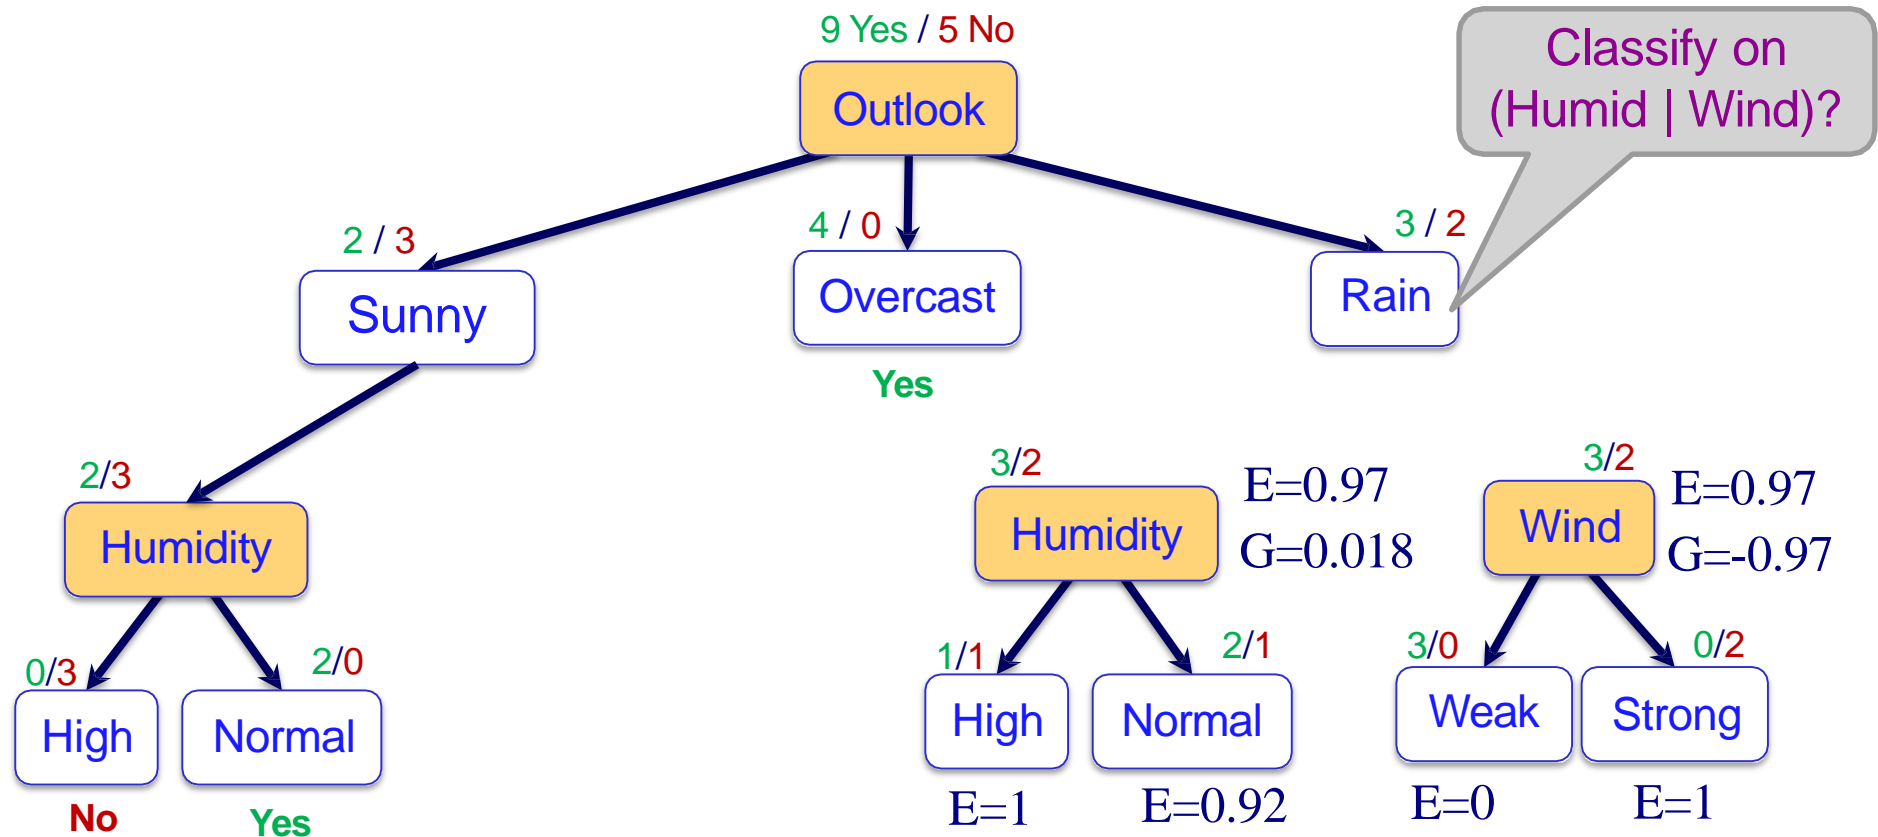 9 Yes / 5 No
Outlook
Classify on
(Humid | Wind)?
2 / 3
Sunny
4 / 0
Overcast
Yes
3 / 2
Rain
2/3
Humidity
0/3
High
No
2/0
Normal
Yes
3/2
Humidity
E=0.97
G=0.018
1/1
High
E=1
2/1
Normal
E=0.92
3/2
Wind
E=0.97
G=-0.97
3/0
Weak
E=0
0/2
Strong
E=1